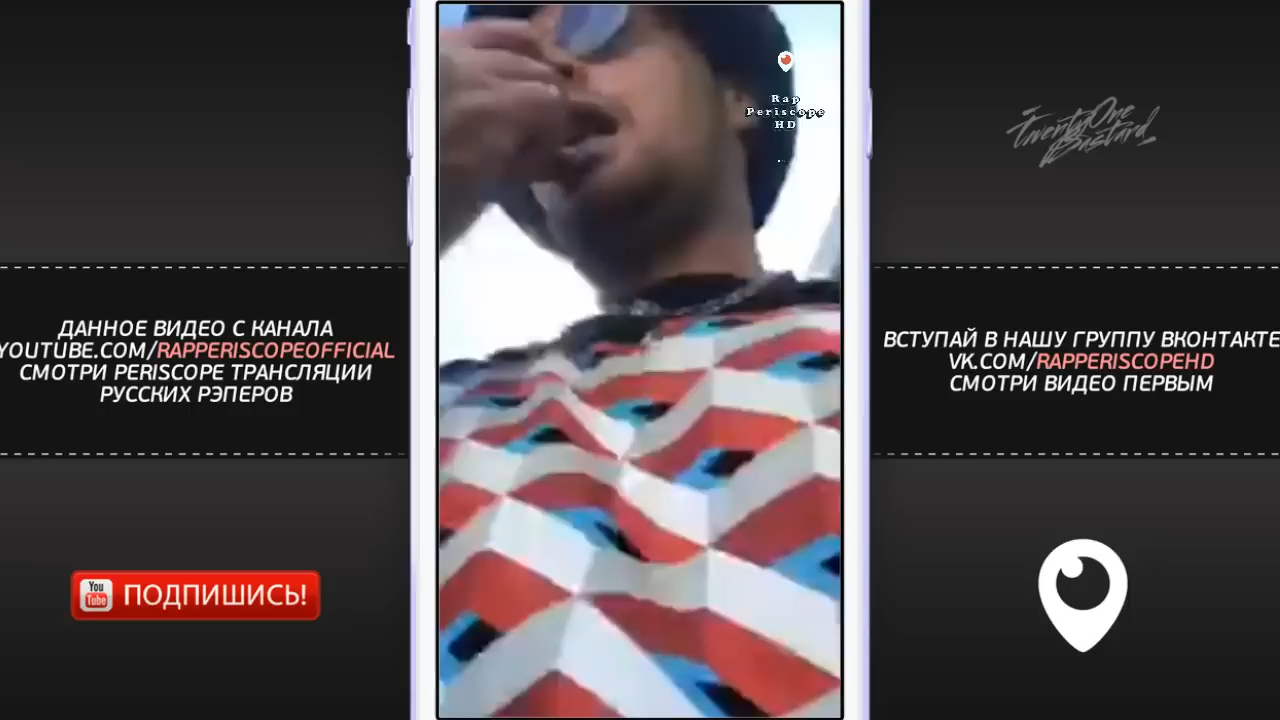 ДАННОЕ ВИДЕО С КАНАЛА
YOUTUBE.COM/RAPPERISCOPEOFFICIAL
СМОТРИ PERISCOPE ТРАНСЛЯЦИИ
РУССКИХ РЭПЕРОВ
You
Tube
ПОДПИШИСЬ!
Rap
Periscope
HD
TwentyOne
Bastard
ВСТУПАЙ В НАШУ ГРУППУ ВКОНТАКТЕ
VK.COM/RAPPERISCOPEHD
СМОТРИ ВИДЕО ПЕРВЫМ